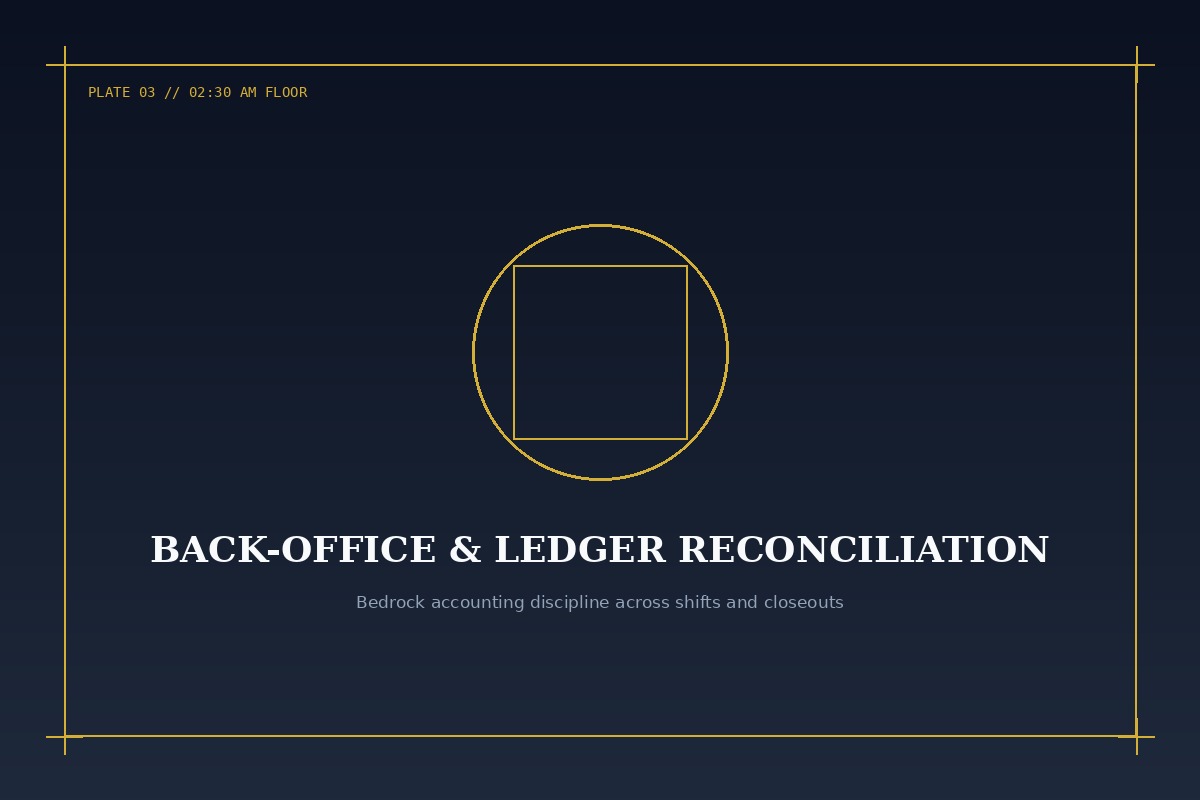 PLATE 03 // 02:30 AM FLOOR
BACK-OFFICE & LEDGER RECONCILIATION
Bedrock accounting discipline across shifts and closeouts